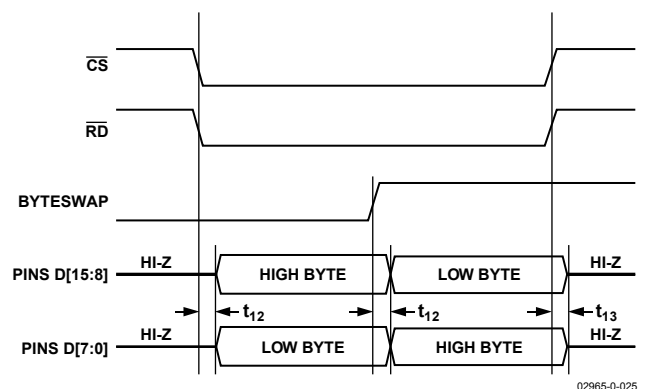 CS
RD
BYTESWAP
PINS D[15:8] HI-Z HIGH BYTE LOW BYTE HI-Z
t12 t12 t13
PINS D[7:0] HI-Z LOW BYTE HIGH BYTE HI-Z
02965-0-025